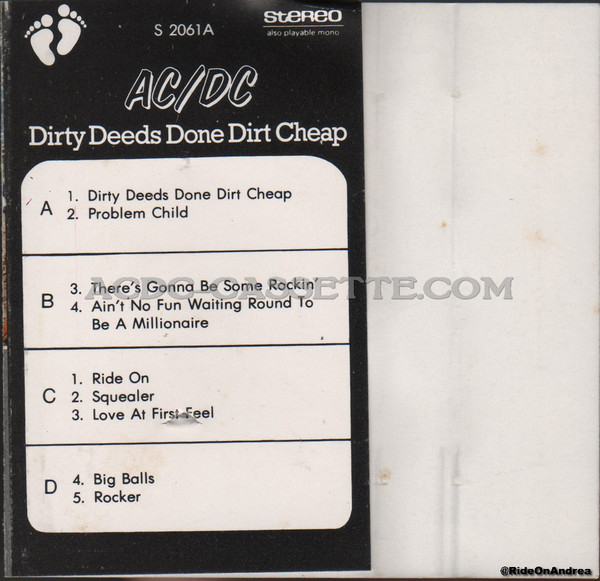 S 2061A
STEREO
also playable mono
AC/DC
Dirty Deeds Done Dirt Cheap
A
1. Dirty Deeds Done Dirt Cheap
2. Problem Child
B
3. There's Gonna Be Some Rockin'
4. Ain't No Fun Waiting Round To
Be A Millionaire
ACDC-CASSETTE.COM
C
1. Ride On
2. Squealer
3. Love At First Feel
D
4. Big Balls
5. Rocker
@RideOnAndrea